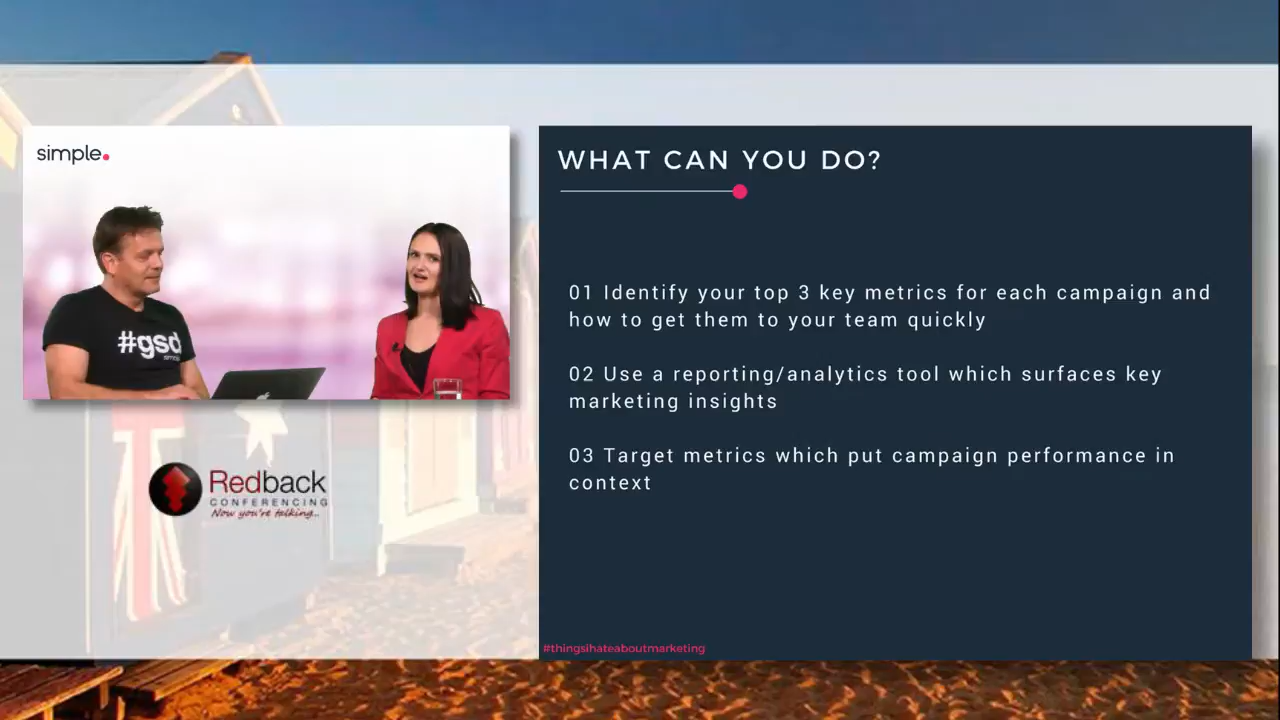 simple.
#gsd
simple
WHAT CAN YOU DO?
01 Identify your top 3 key metrics for each campaign and
how to get them to your team quickly
02 Use a reporting/analytics tool which surfaces key
marketing insights
03 Target metrics which put campaign performance in
context
Redback
CONFERENCING
Now you're talking...
#thingsihateaboutmarketing